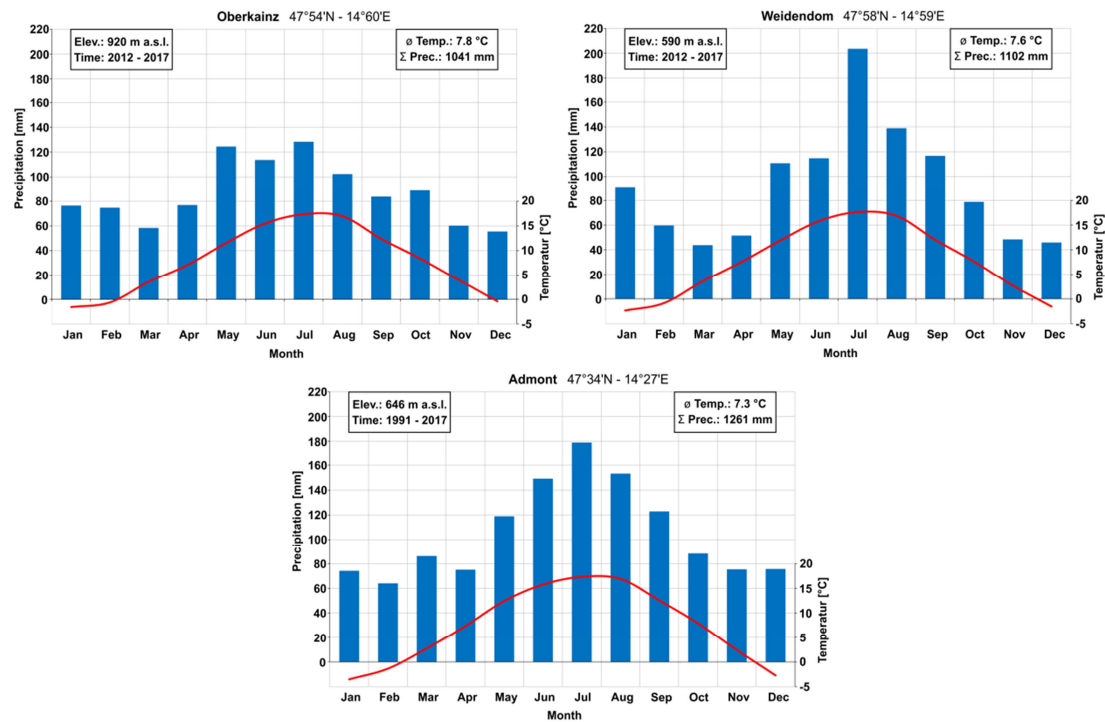 Oberkainz 47°54'N - 14°60'E
Elev.: 920 m a.s.l.
Time: 2012 - 2017
ø Temp.: 7.8 °C
Σ Prec.: 1041 mm
Precipitation [mm]
220
200
180
160
140
120
100
80
60
40
20
0
20
15
10
5
0
-5
Temperatur [°C]
Jan Feb Mar Apr May Jun Jul Aug Sep Oct Nov Dec
Month
Weidendom 47°58'N - 14°59'E
Elev.: 590 m a.s.l.
Time: 2012 - 2017
ø Temp.: 7.6 °C
Σ Prec.: 1102 mm
Precipitation [mm]
220
200
180
160
140
120
100
80
60
40
20
0
20
15
10
5
0
-5
Temperatur [°C]
Jan Feb Mar Apr May Jun Jul Aug Sep Oct Nov Dec
Month
Admont 47°34'N - 14°27'E
Elev.: 646 m a.s.l.
Time: 1991 - 2017
ø Temp.: 7.3 °C
Σ Prec.: 1261 mm
Precipitation [mm]
220
200
180
160
140
120
100
80
60
40
20
0
20
15
10
5
0
-5
Temperatur [°C]
Jan Feb Mar Apr May Jun Jul Aug Sep Oct Nov Dec
Month